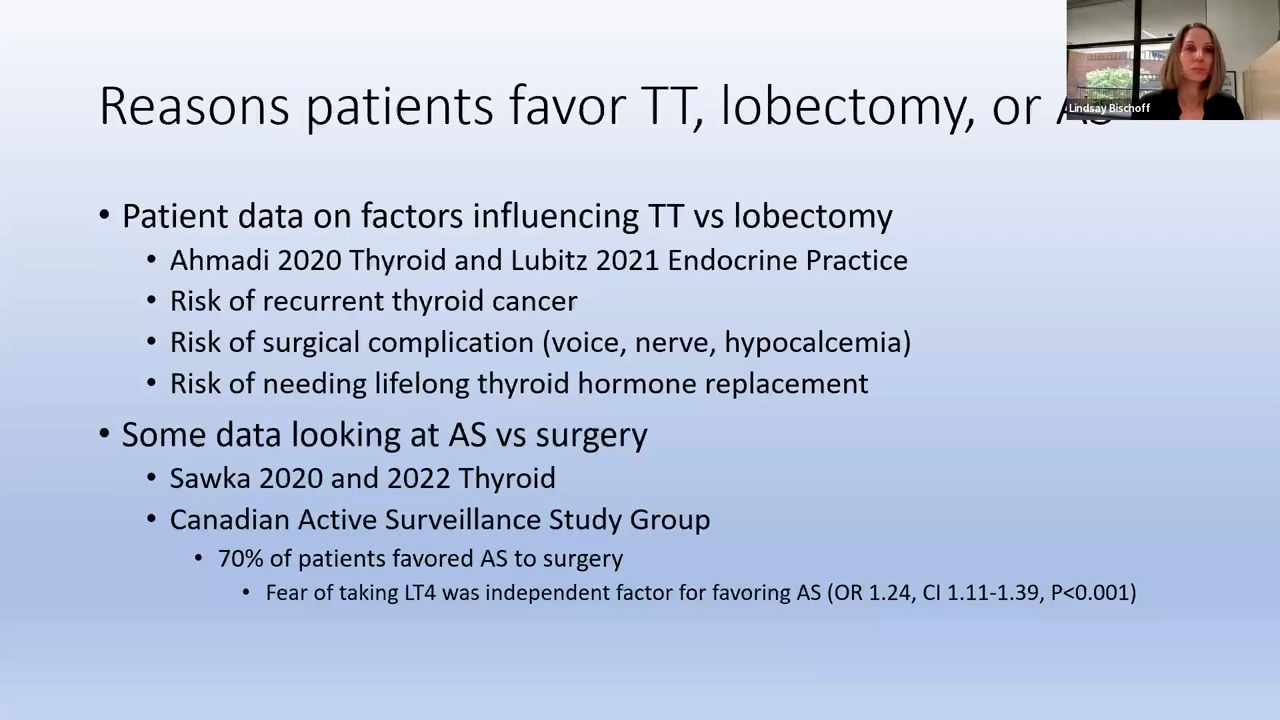 Reasons patients favor TT, lobectomy, or AS
Lindsay Bischoff
• Patient data on factors influencing TT vs lobectomy
• Ahmadi 2020 Thyroid and Lubitz 2021 Endocrine Practice
• Risk of recurrent thyroid cancer
• Risk of surgical complication (voice, nerve, hypocalcemia)
• Risk of needing lifelong thyroid hormone replacement
• Some data looking at AS vs surgery
• Sawka 2020 and 2022 Thyroid
• Canadian Active Surveillance Study Group
• 70% of patients favored AS to surgery
• Fear of taking LT4 was independent factor for favoring AS (OR 1.24, CI 1.11-1.39, P<0.001)